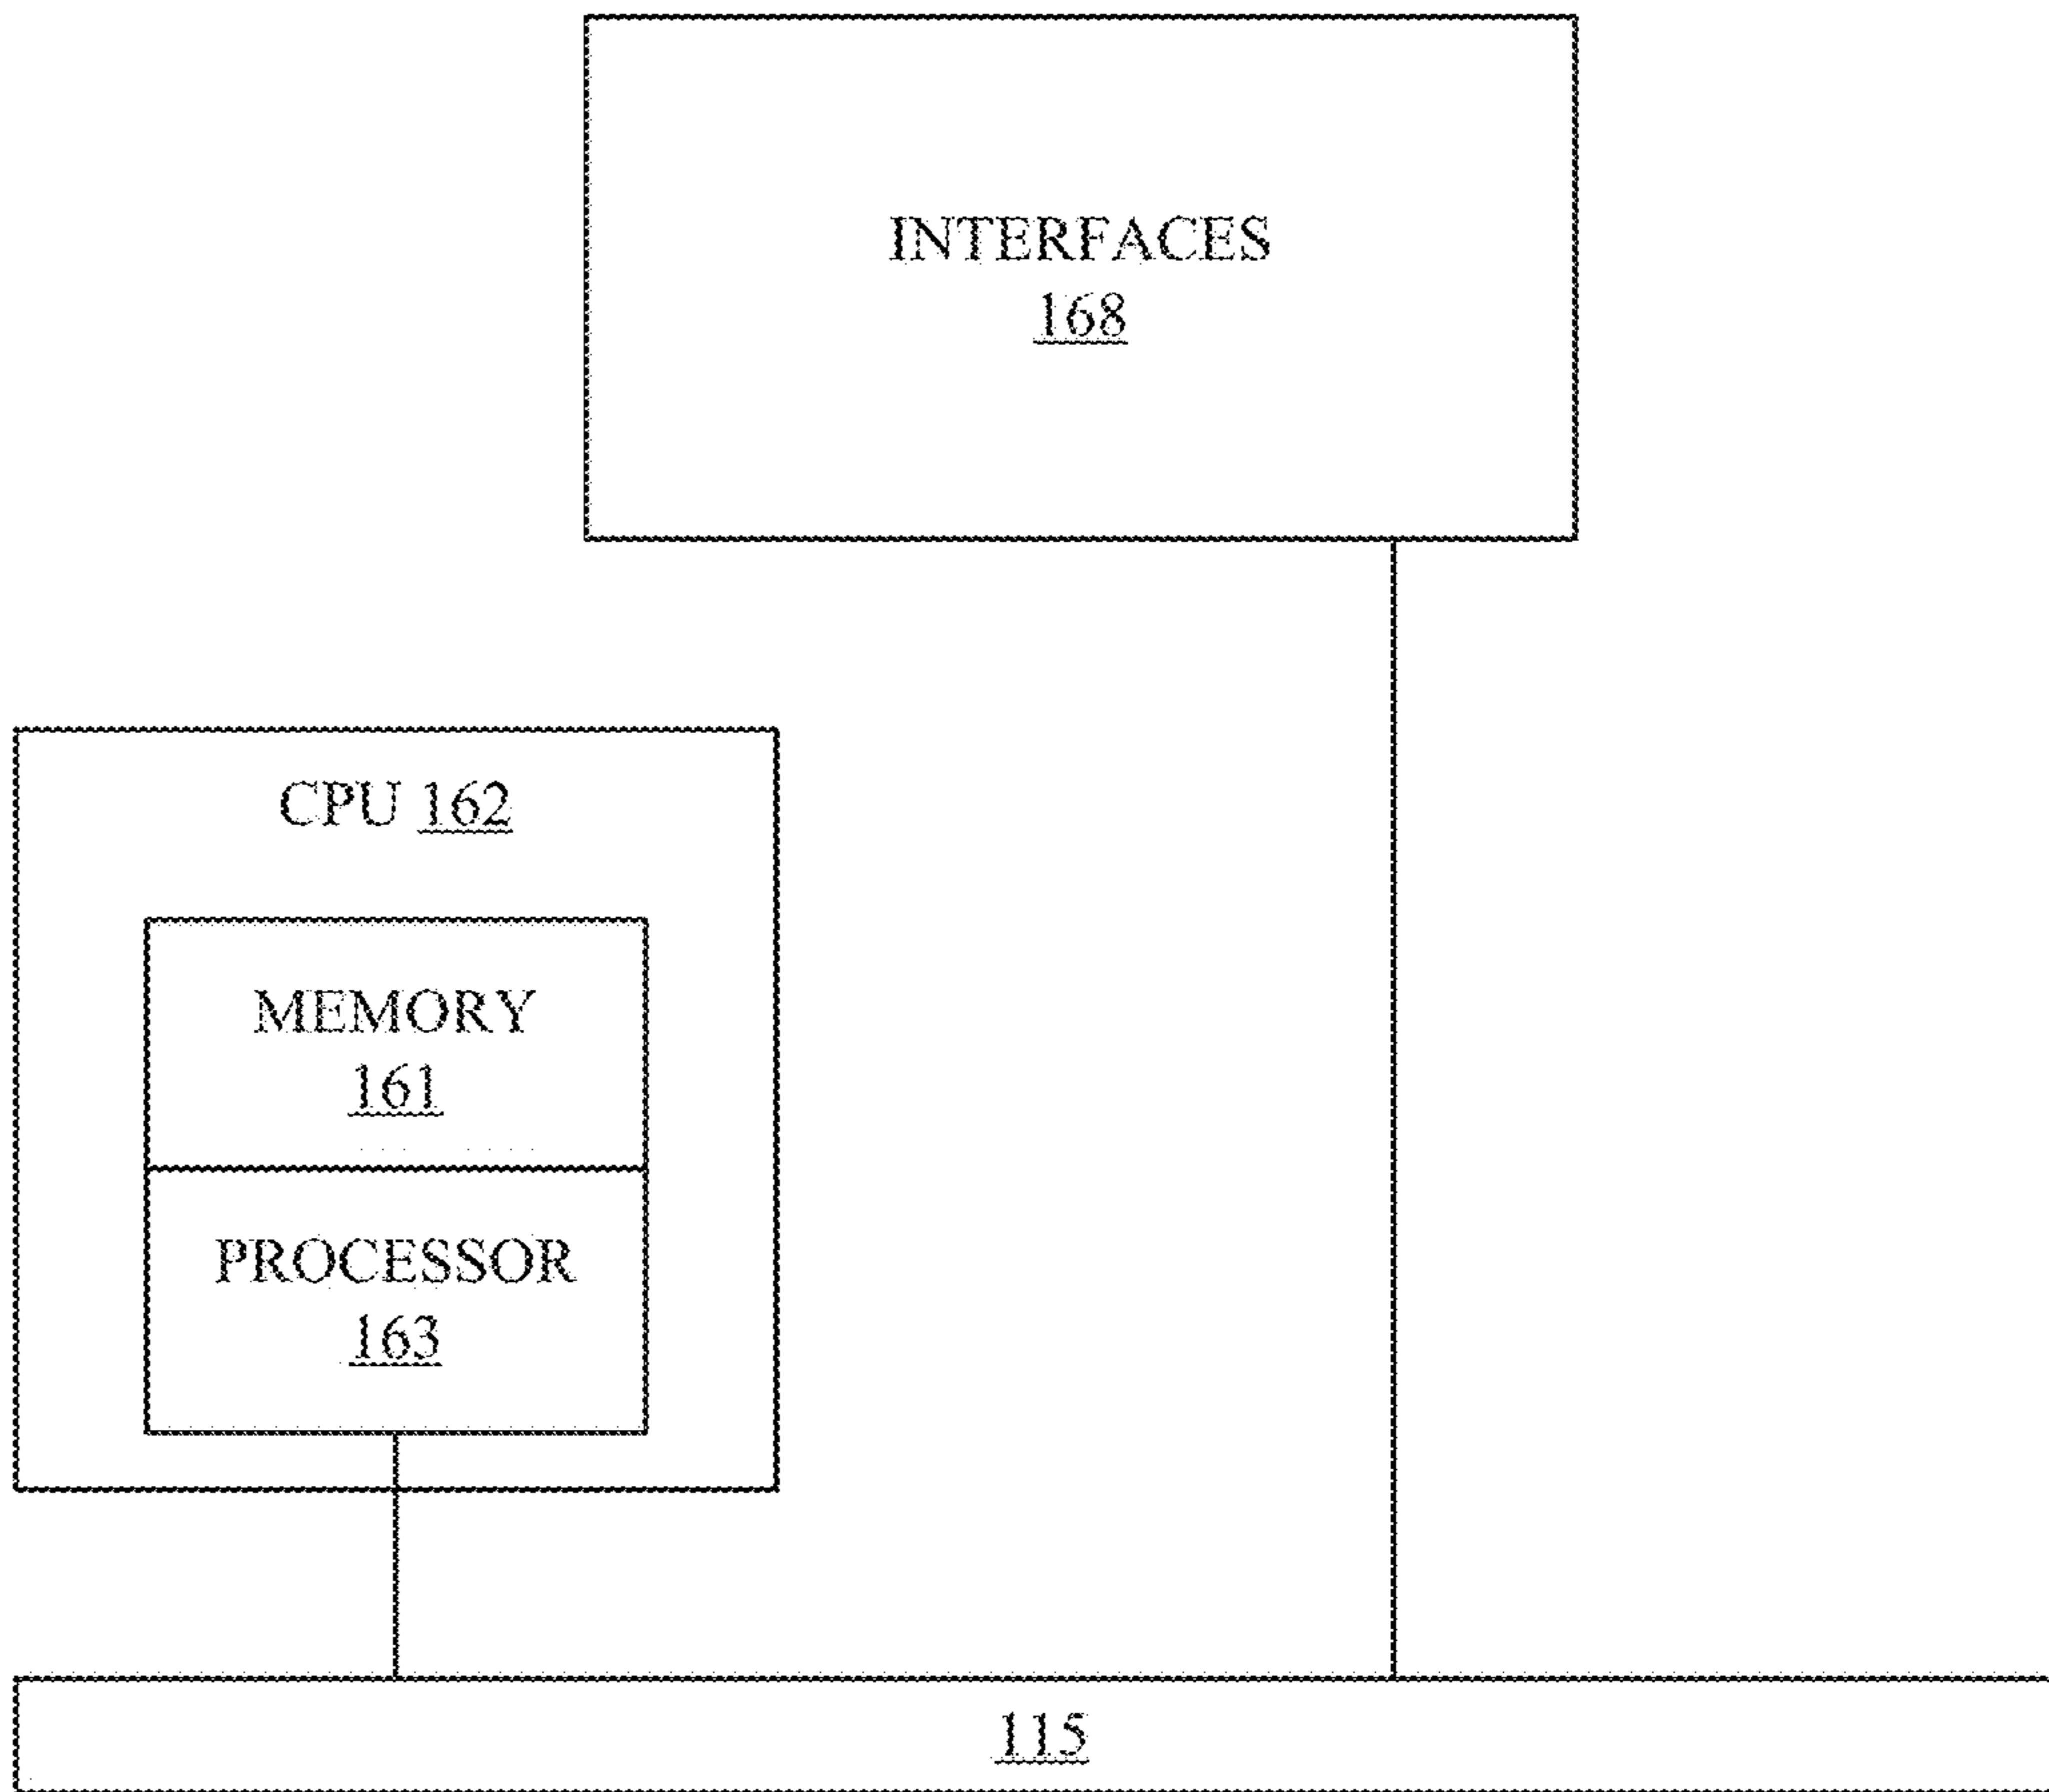 INTERFACES
168
CPU 162
MEMORY
161
PROCESSOR
163
115